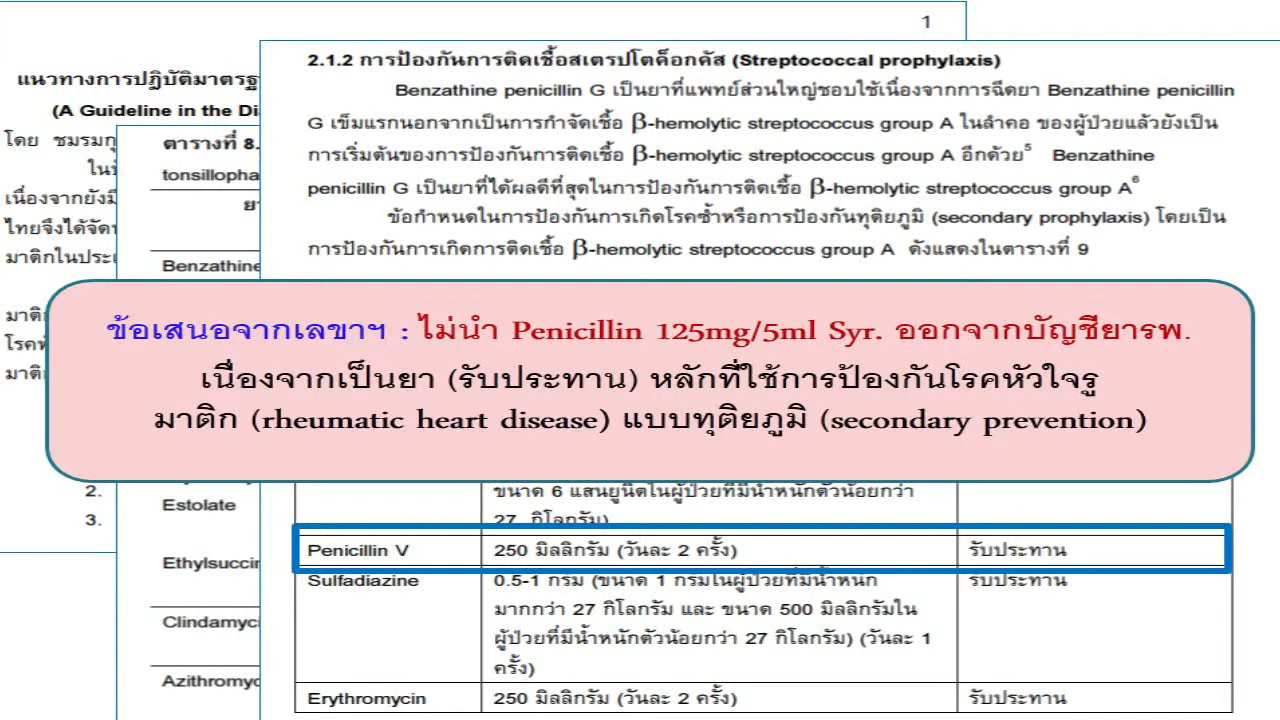 1
แนวทางการปฏิบัติมาตรฐ
(A Guideline in the Dia
โดย ชมรมกุ
ในป
เนื่องจากยังมี
ไทยจึงได้จัดท
มาติกในประเ
มาติก
โรคหั
มาติก
2.
3.
ตารางที่ 8.
tonsillopha
ยา
Benzathine
Estolate
Ethylsuccin
Clindamyc
Azithromyc
2.1.2 การป้องกันการติดเชื้อสเตรปโตค็อกคัส (Streptococcal prophylaxis)
Benzathine penicillin G เป็นยาที่แพทย์ส่วนใหญ่ชอบใช้เนื่องจากการฉีดยา Benzathine penicillin
G เข็มแรกนอกจากเป็นการกำจัดเชื้อ β-hemolytic streptococcus group A ในลำคอ ของผู้ป่วยแล้วยังเป็น
การเริ่มต้นของการป้องกันการติดเชื้อ β-hemolytic streptococcus group A อีกด้วย5 Benzathine
penicillin G เป็นยาที่ได้ผลดีที่สุดในการป้องกันการติดเชื้อ β-hemolytic streptococcus group A6
ข้อกำหนดในการป้องกันการเกิดโรคซ้ำหรือการป้องกันทุติยภูมิ (secondary prophylaxis) โดยเป็น
การป้องกันการเกิดการติดเชื้อ β-hemolytic streptococcus group A ดังแสดงในตารางที่ 9
ข้อเสนอจากเลขาฯ : ไม่นำ Penicillin 125mg/5ml Syr. ออกจากบัญชียารพ.
เนื่องจากเป็นยา (รับประทาน) หลักที่ใช้การป้องกันโรคหัวใจรู
มาติก (rheumatic heart disease) แบบทุติยภูมิ (secondary prevention)
ขนาด 6 แสนยูนิตในผู้ป่วยที่มีน้ำหนักตัวน้อยกว่า
27 กิโลกรัม)
Penicillin V 250 มิลลิกรัม (วันละ 2 ครั้ง) รับประทาน
Sulfadiazine 0.5-1 กรัม (ขนาด 1 กรัมในผู้ป่วยที่มีน้ำหนัก รับประทาน
มากกว่า 27 กิโลกรัม และ ขนาด 500 มิลลิกรัมใน
ผู้ป่วยที่มีน้ำหนักตัวน้อยกว่า 27 กิโลกรัม) (วันละ 1
ครั้ง)
Erythromycin 250 มิลลิกรัม (วันละ 2 ครั้ง) รับประทาน